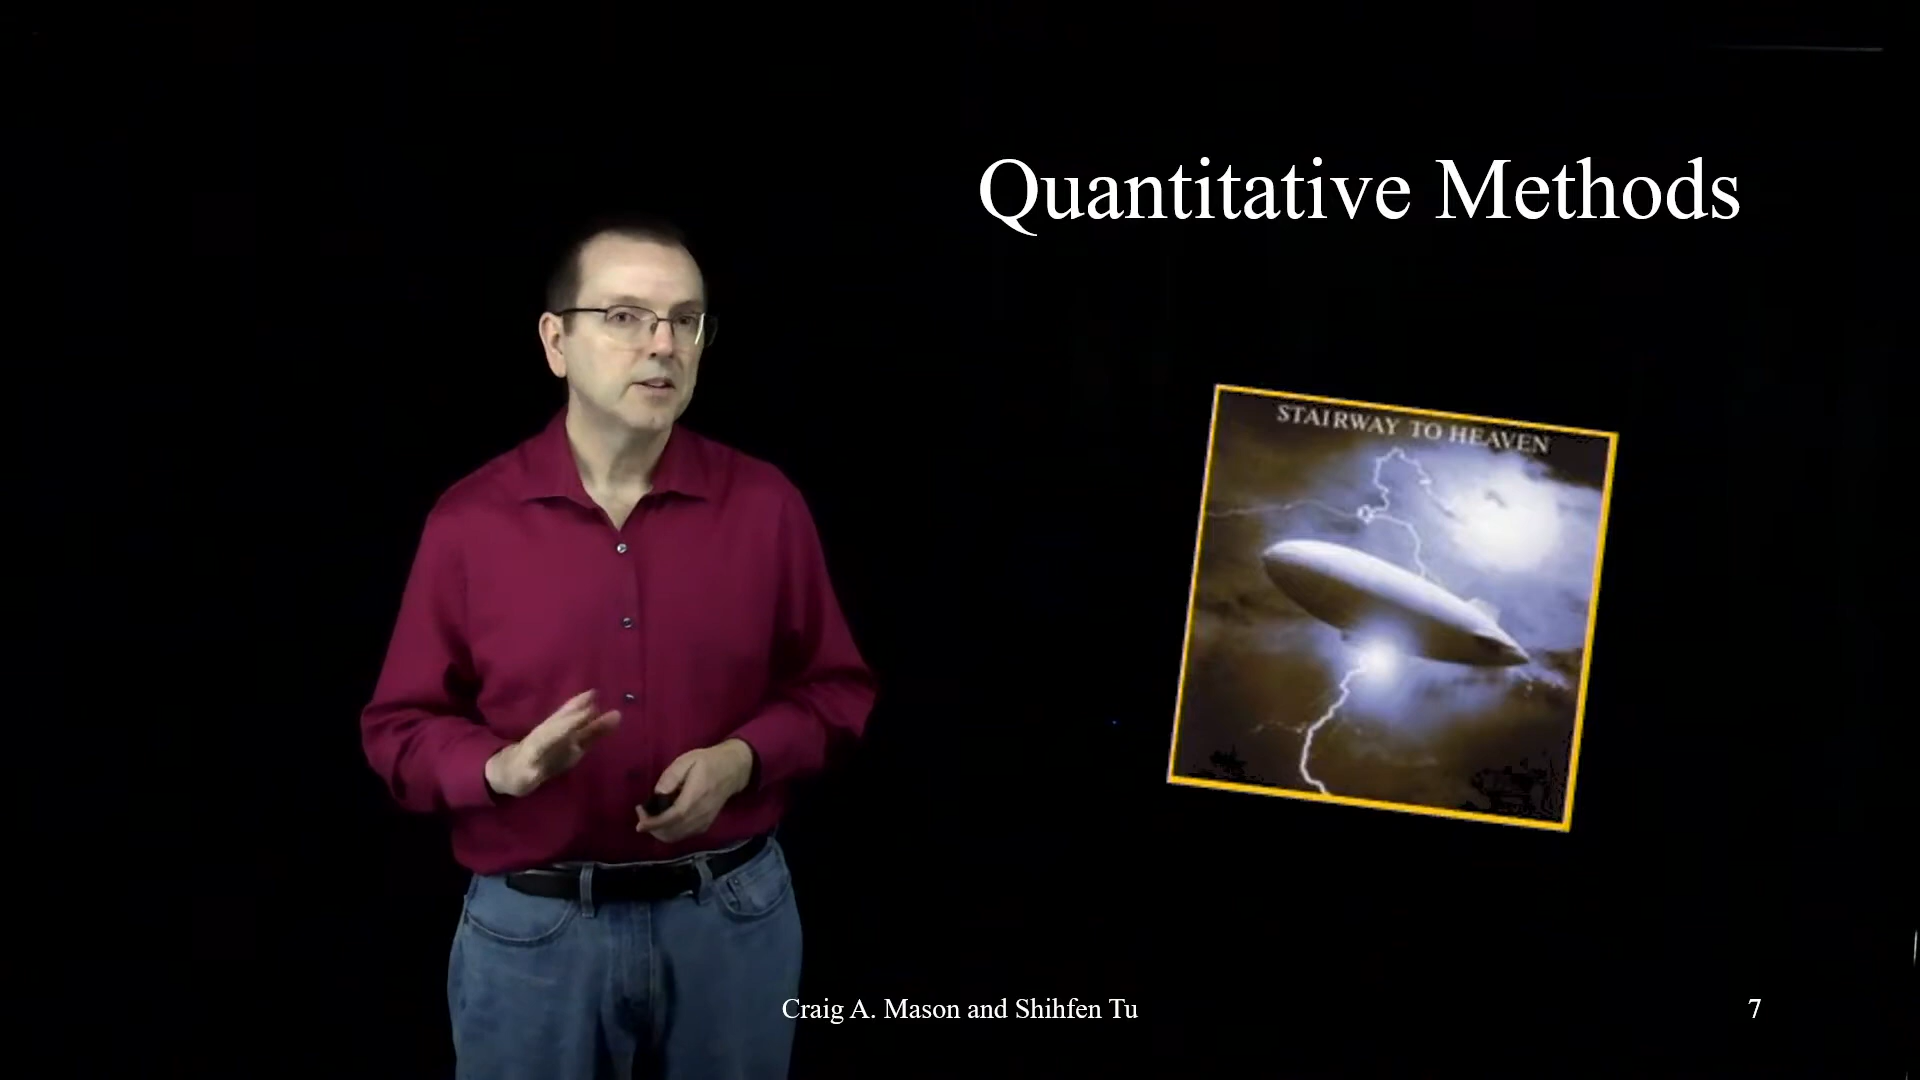 Quantitative Methods
STAIRWAY TO HEAVEN
Craig A. Mason and Shihfen Tu
7